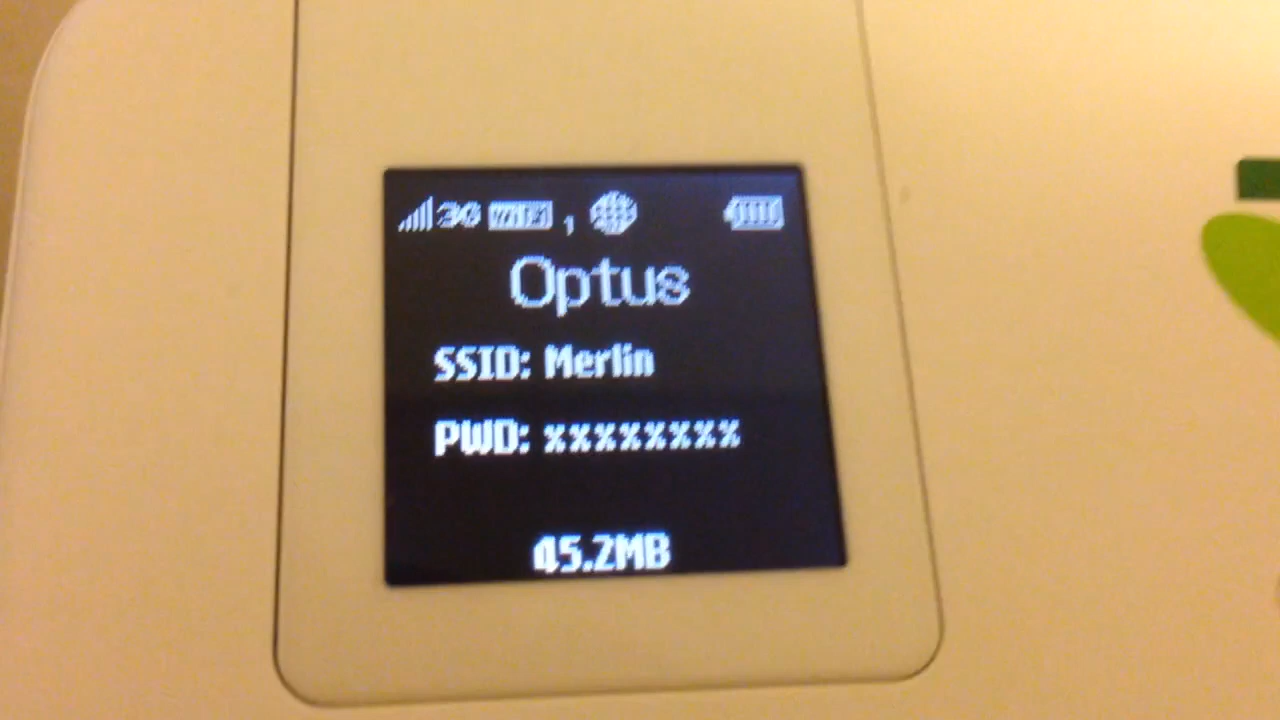 3G WiFi 1
Optus
SSID: Merlin
PWD: xxxxxxxx
45.2MB